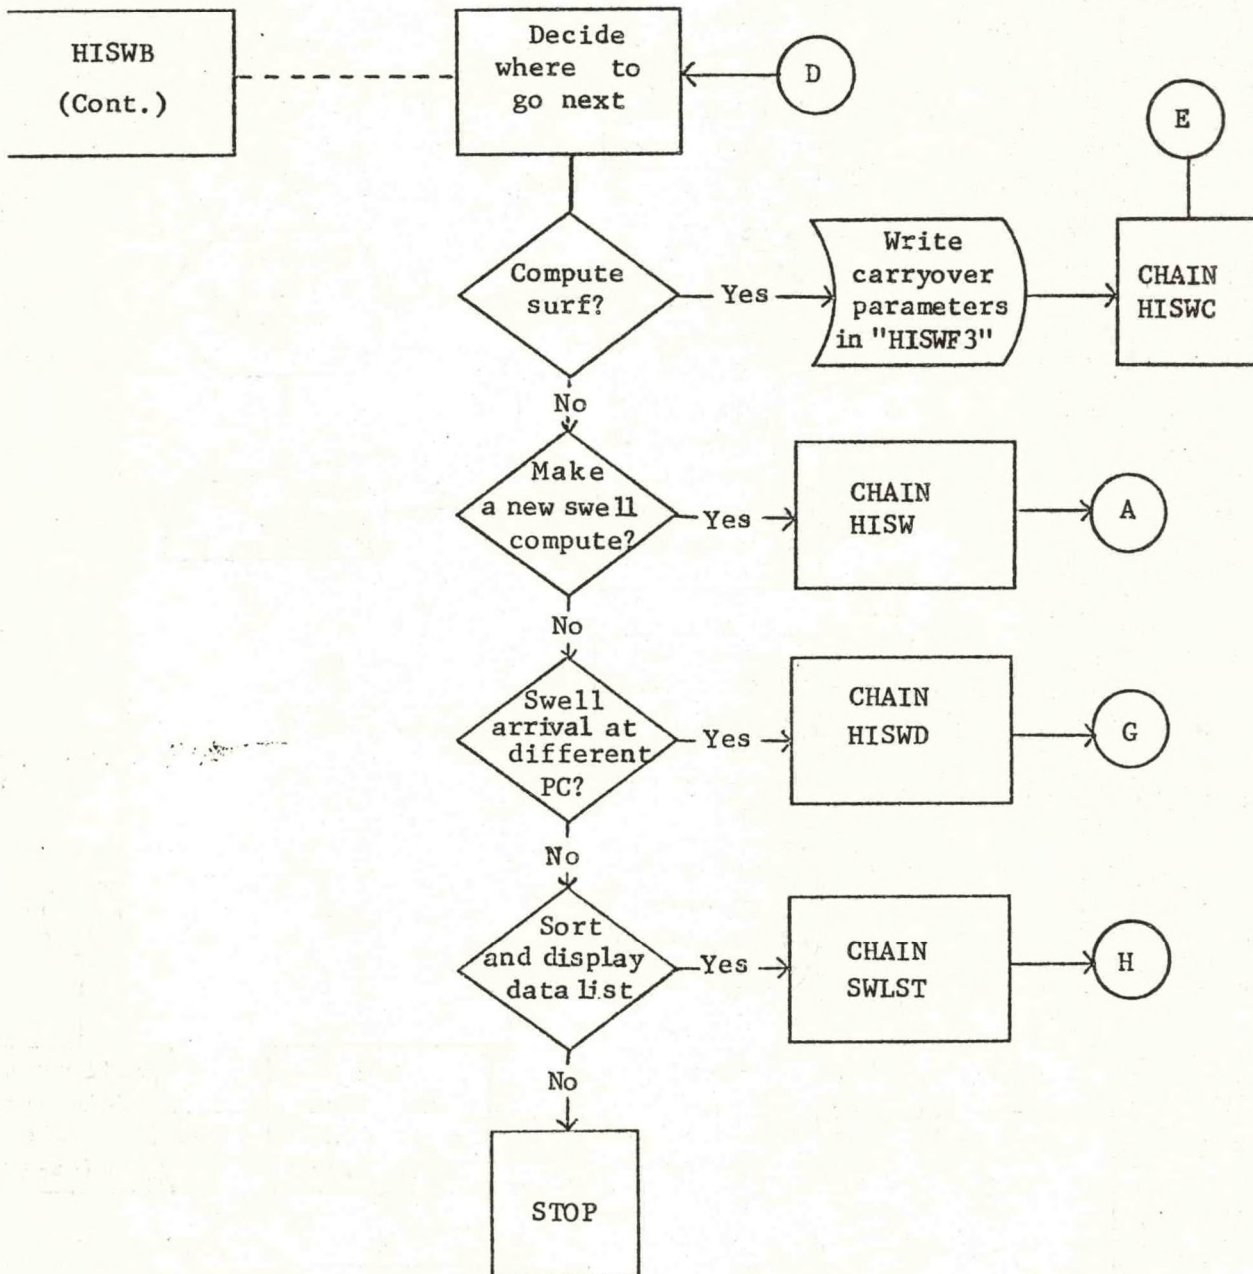 HISWB
(Cont.)
Decide
where to
go next
D
E
Compute
surf?
Yes
Write
carryover
parameters
in "HISWF3"
CHAIN
HISWC
No
Make
a new swell
compute?
Yes
CHAIN
HISW
A
No
Swell
arrival at
different
PC?
Yes
CHAIN
HISWD
G
No
Sort
and display
data list
Yes
CHAIN
SWLST
H
No
STOP